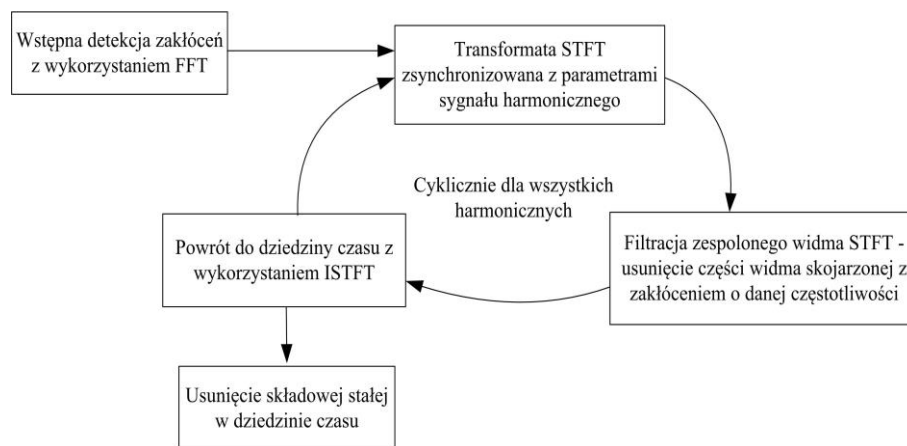 Wstępna detekcja zakłóceń
z wykorzystaniem FFT
Transformata STFT
zsynchronizowana z parametrami
sygnału harmonicznego
Cyklicznie dla wszystkich
harmonicznych
Powrót do dziedziny czasu z
wykorzystaniem ISTFT
Filtracja zespolonego widma STFT -
usunięcie części widma skojarzonej z
zakłóceniem o danej częstotliwości
Usunięcie składowej stałej
w dziedzinie czasu